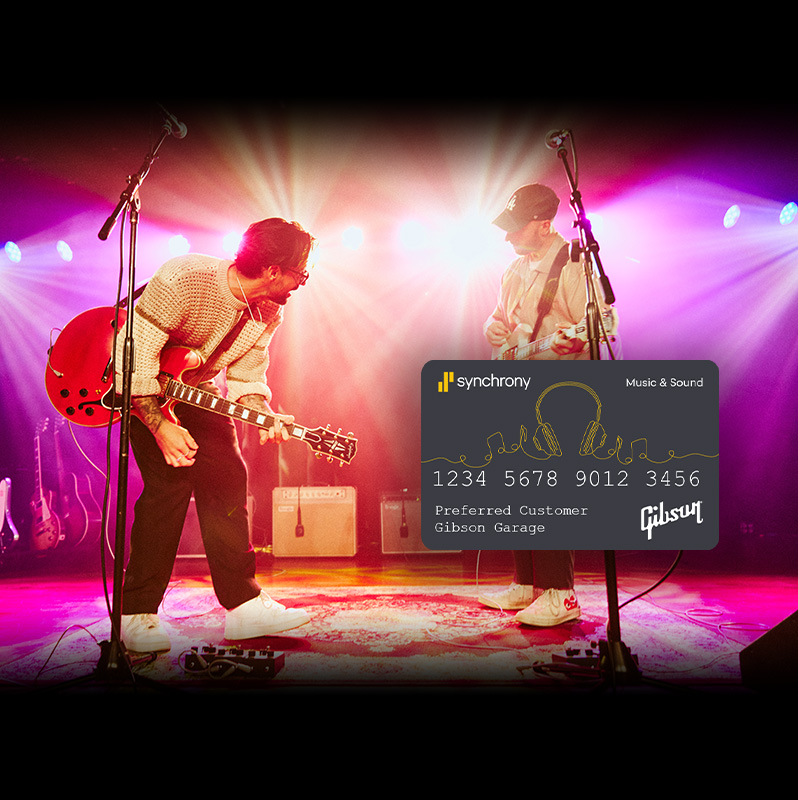 synchrony
Music & Sound
1234 5678 9012 3456
Preferred Customer
Gibson Garage
Gibson